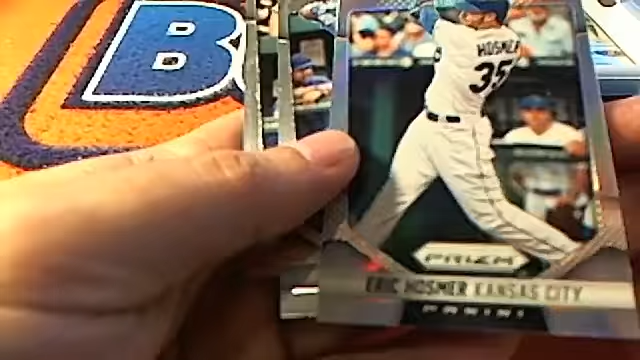 B
HOSMER
35
PRIZM
ERIC HOSMER KANSAS CITY
PANINI